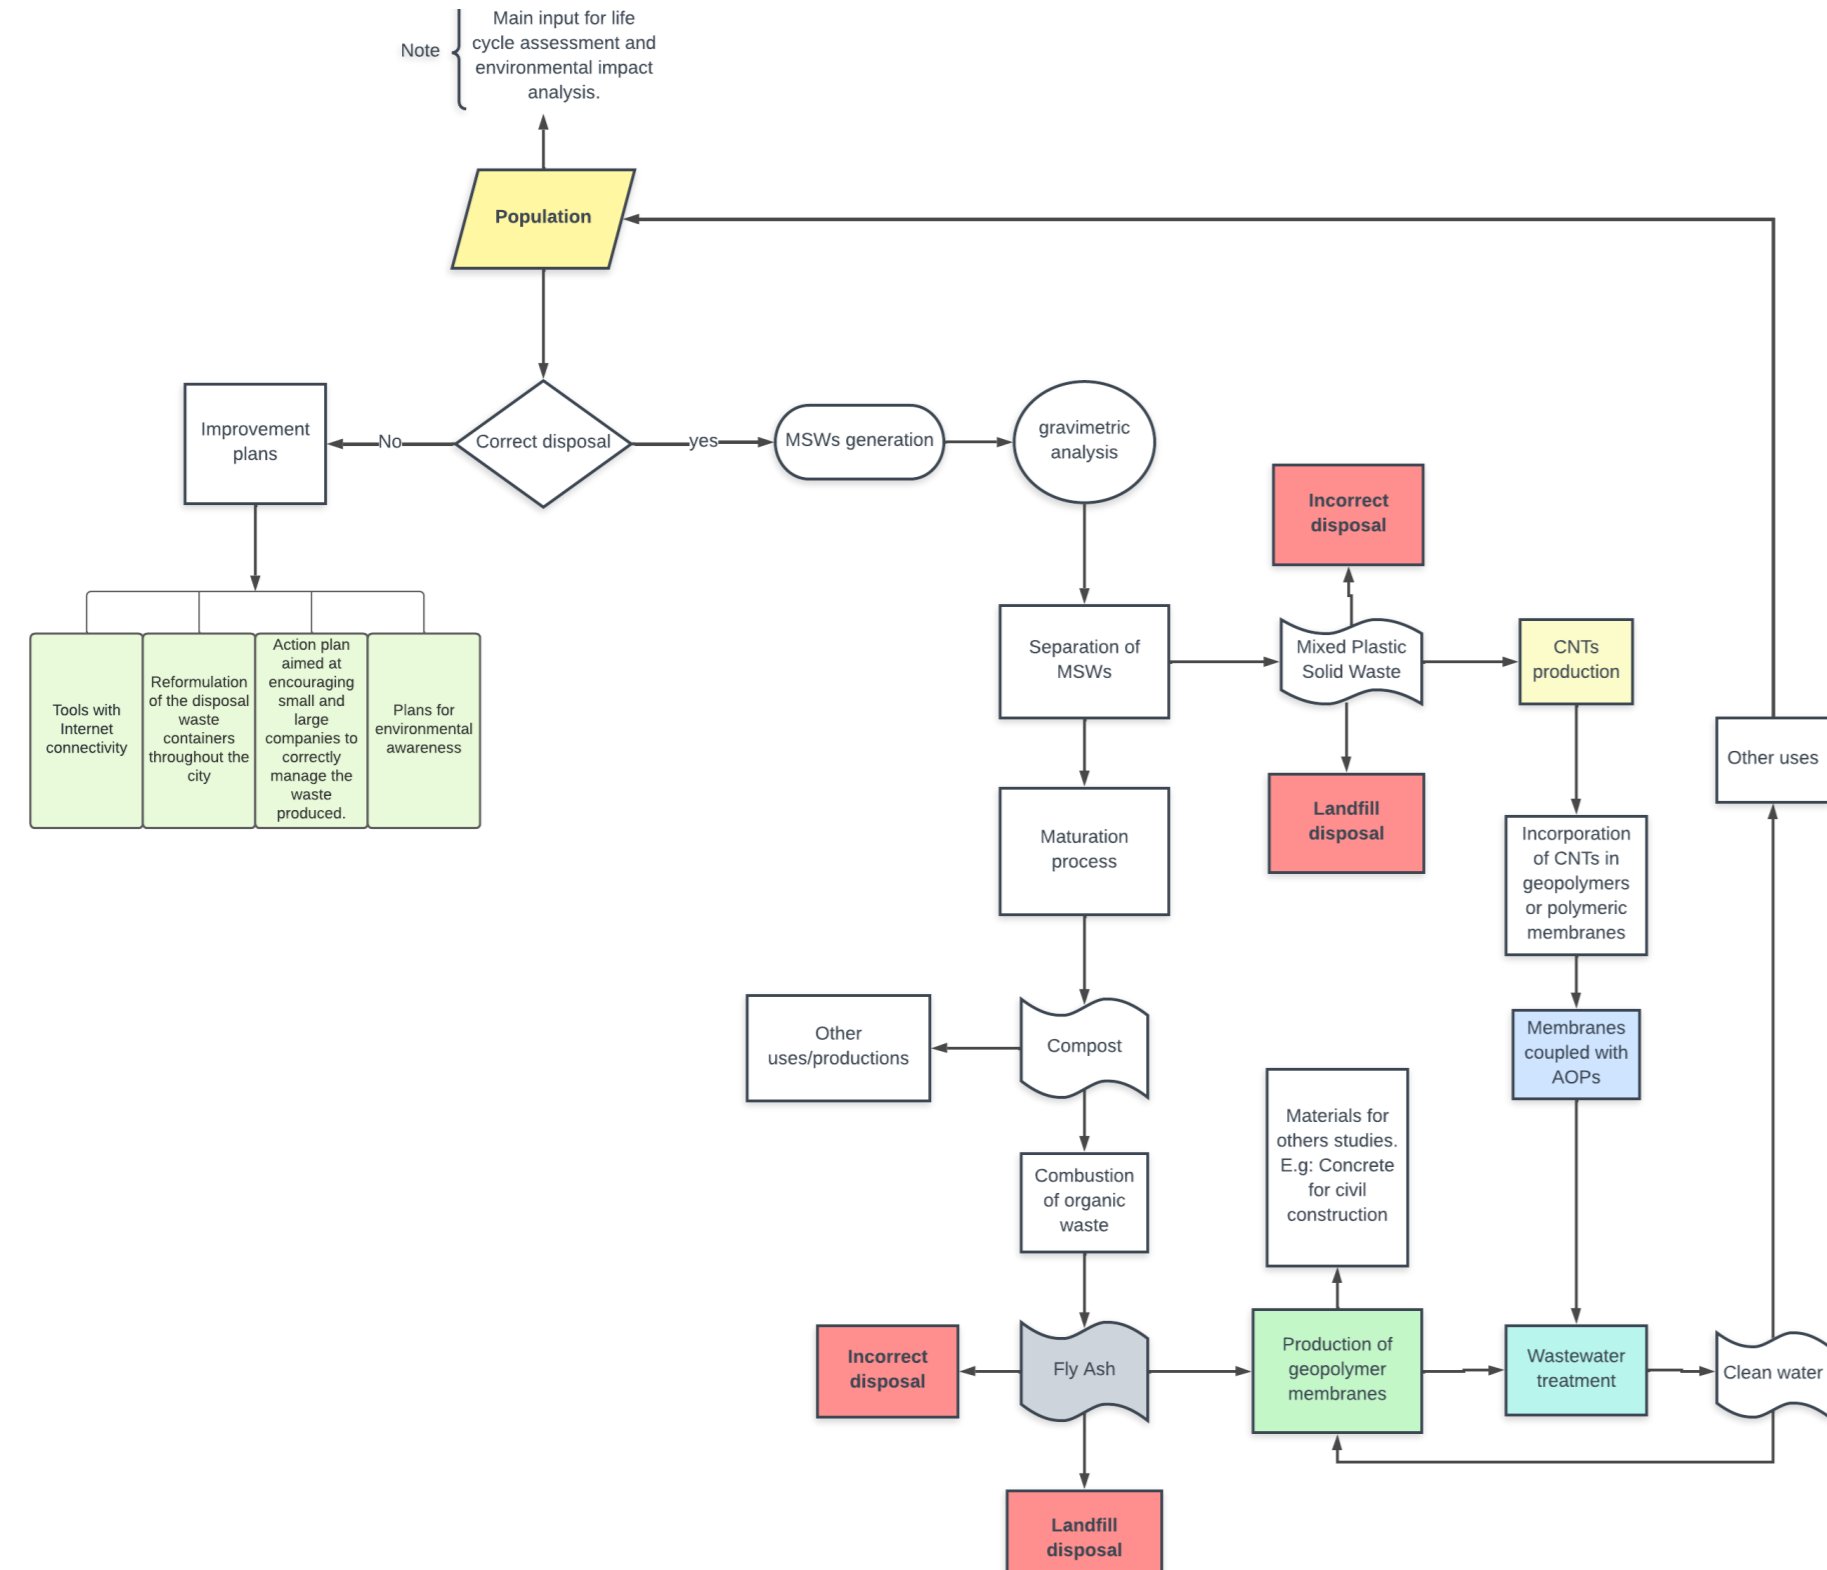 Note
Main input for life
cycle assessment and
environmental impact
analysis.
Population
Improvement
plans
No
Correct disposal
yes
MSWs generation
gravimetric
analysis
Tools with
Internet
connectivity
Reformulation
of the disposal
waste
containers
throughout the
city
Action plan
aimed at
encouraging
small and
large
companies to
correctly
manage the
waste
produced.
Plans for
environmental
awareness
Incorrect
disposal
Separation of
MSWs
Mixed Plastic
Solid Waste
CNTs
production
Landfill
disposal
Other uses
Maturation
process
Incorporation
of CNTs in
geopolymers
or polymeric
membranes
Other
uses/productions
Compost
Membranes
coupled with
AOPs
Materials for
others studies.
E.g: Concrete
for civil
construction
Combustion
of organic
waste
Incorrect
disposal
Fly Ash
Production of
geopolymer
membranes
Wastewater
treatment
Clean water
Landfill
disposal